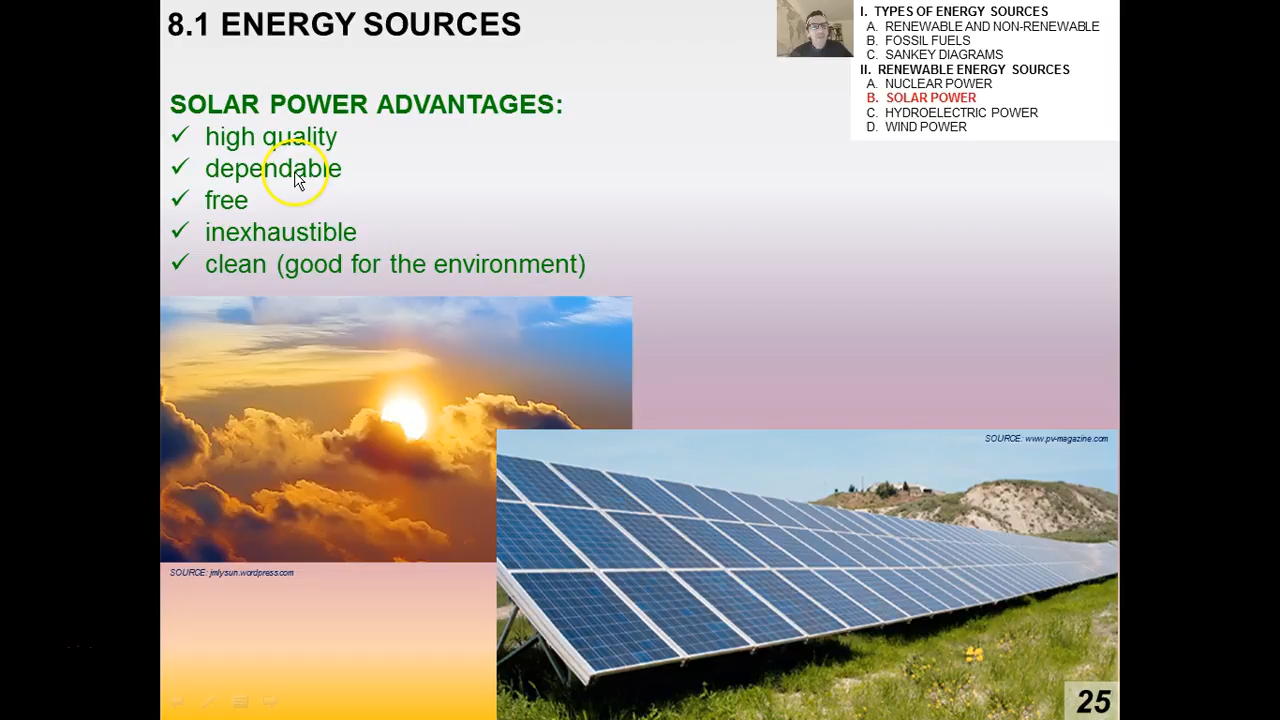 8.1 ENERGY SOURCES
I. TYPES OF ENERGY SOURCES
A. RENEWABLE AND NON-RENEWABLE
B. FOSSIL FUELS
C. SANKEY DIAGRAMS
II. RENEWABLE ENERGY SOURCES
A. NUCLEAR POWER
B. SOLAR POWER
C. HYDROELECTRIC POWER
D. WIND POWER
SOLAR POWER ADVANTAGES:
✓ high quality
✓ dependable
✓ free
✓ inexhaustible
✓ clean (good for the environment)
SOURCE: www.pv-magazine.com
SOURCE: jmlysun.wordpress.com
25